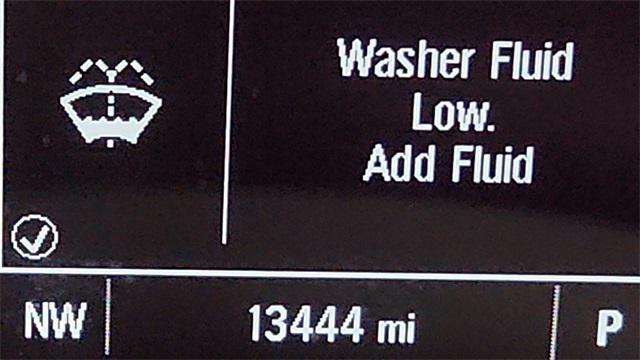 Washer Fluid
Low.
Add Fluid
NW 13444 mi P